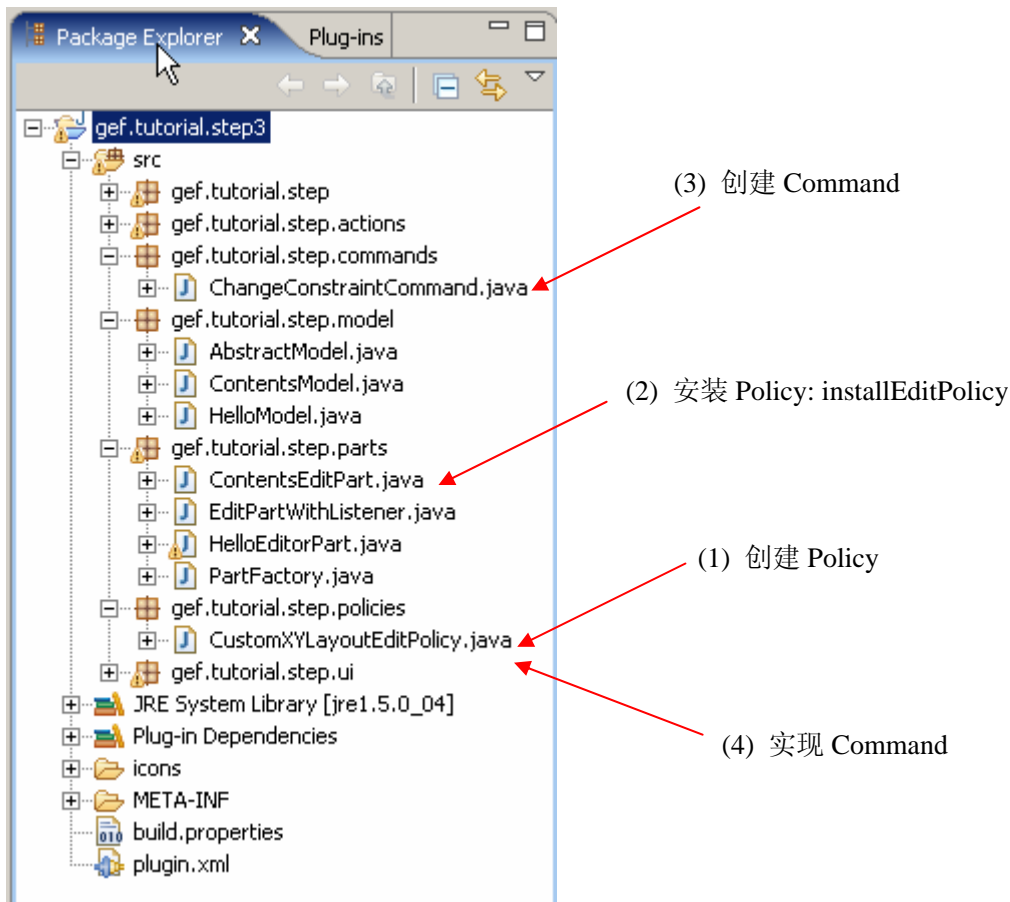 Package Explorer Plug-ins
gef.tutorial.step3
src
gef.tutorial.step
gef.tutorial.step.actions
gef.tutorial.step.commands
ChangeConstraintCommand.java
gef.tutorial.step.model
AbstractModel.java
ContentsModel.java
HelloModel.java
gef.tutorial.step.parts
ContentsEditPart.java
EditPartWithListener.java
HelloEditorPart.java
PartFactory.java
gef.tutorial.step.policies
CustomXYLayoutEditPolicy.java
gef.tutorial.step.ui
JRE System Library [jre1.5.0_04]
Plug-in Dependencies
icons
META-INF
build.properties
plugin.xml
(3) 创建 Command
(2) 安装 Policy: installEditPolicy
(1) 创建 Policy
(4) 实现 Command